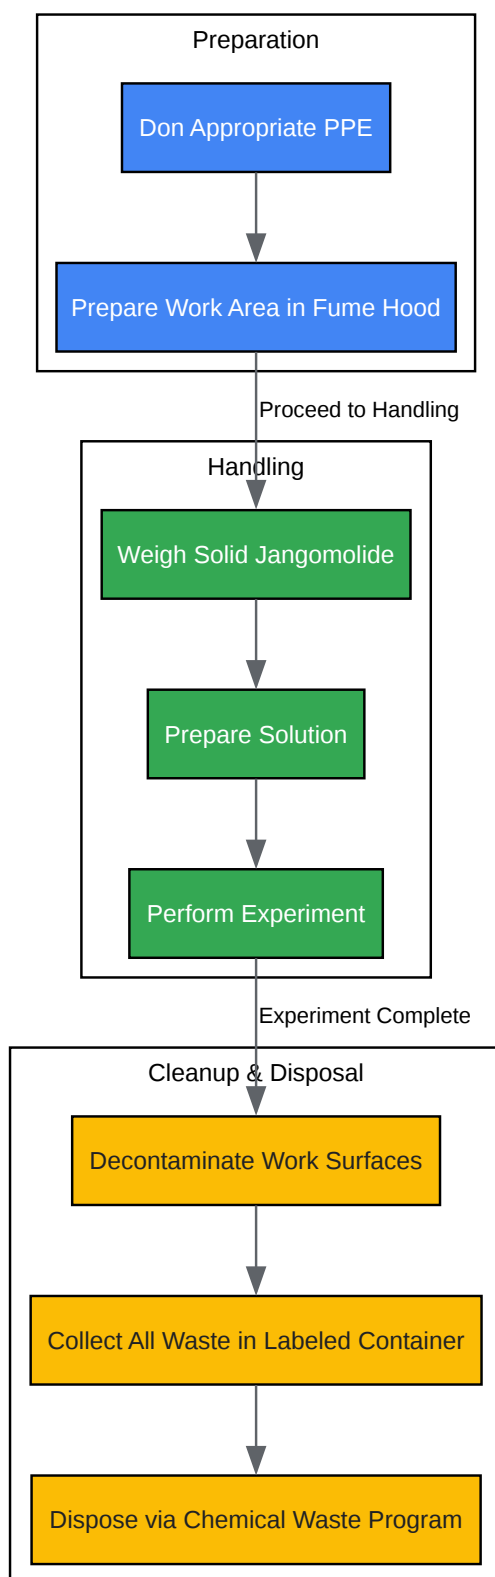 Preparation
Don Appropriate PPE
Prepare Work Area in Fume Hood
Proceed to Handling
Handling
Weigh Solid Jangomolide
Prepare Solution
Perform Experiment
Experiment Complete
Cleanup & Disposal
Decontaminate Work Surfaces
Collect All Waste in Labeled Container
Dispose via Chemical Waste Program